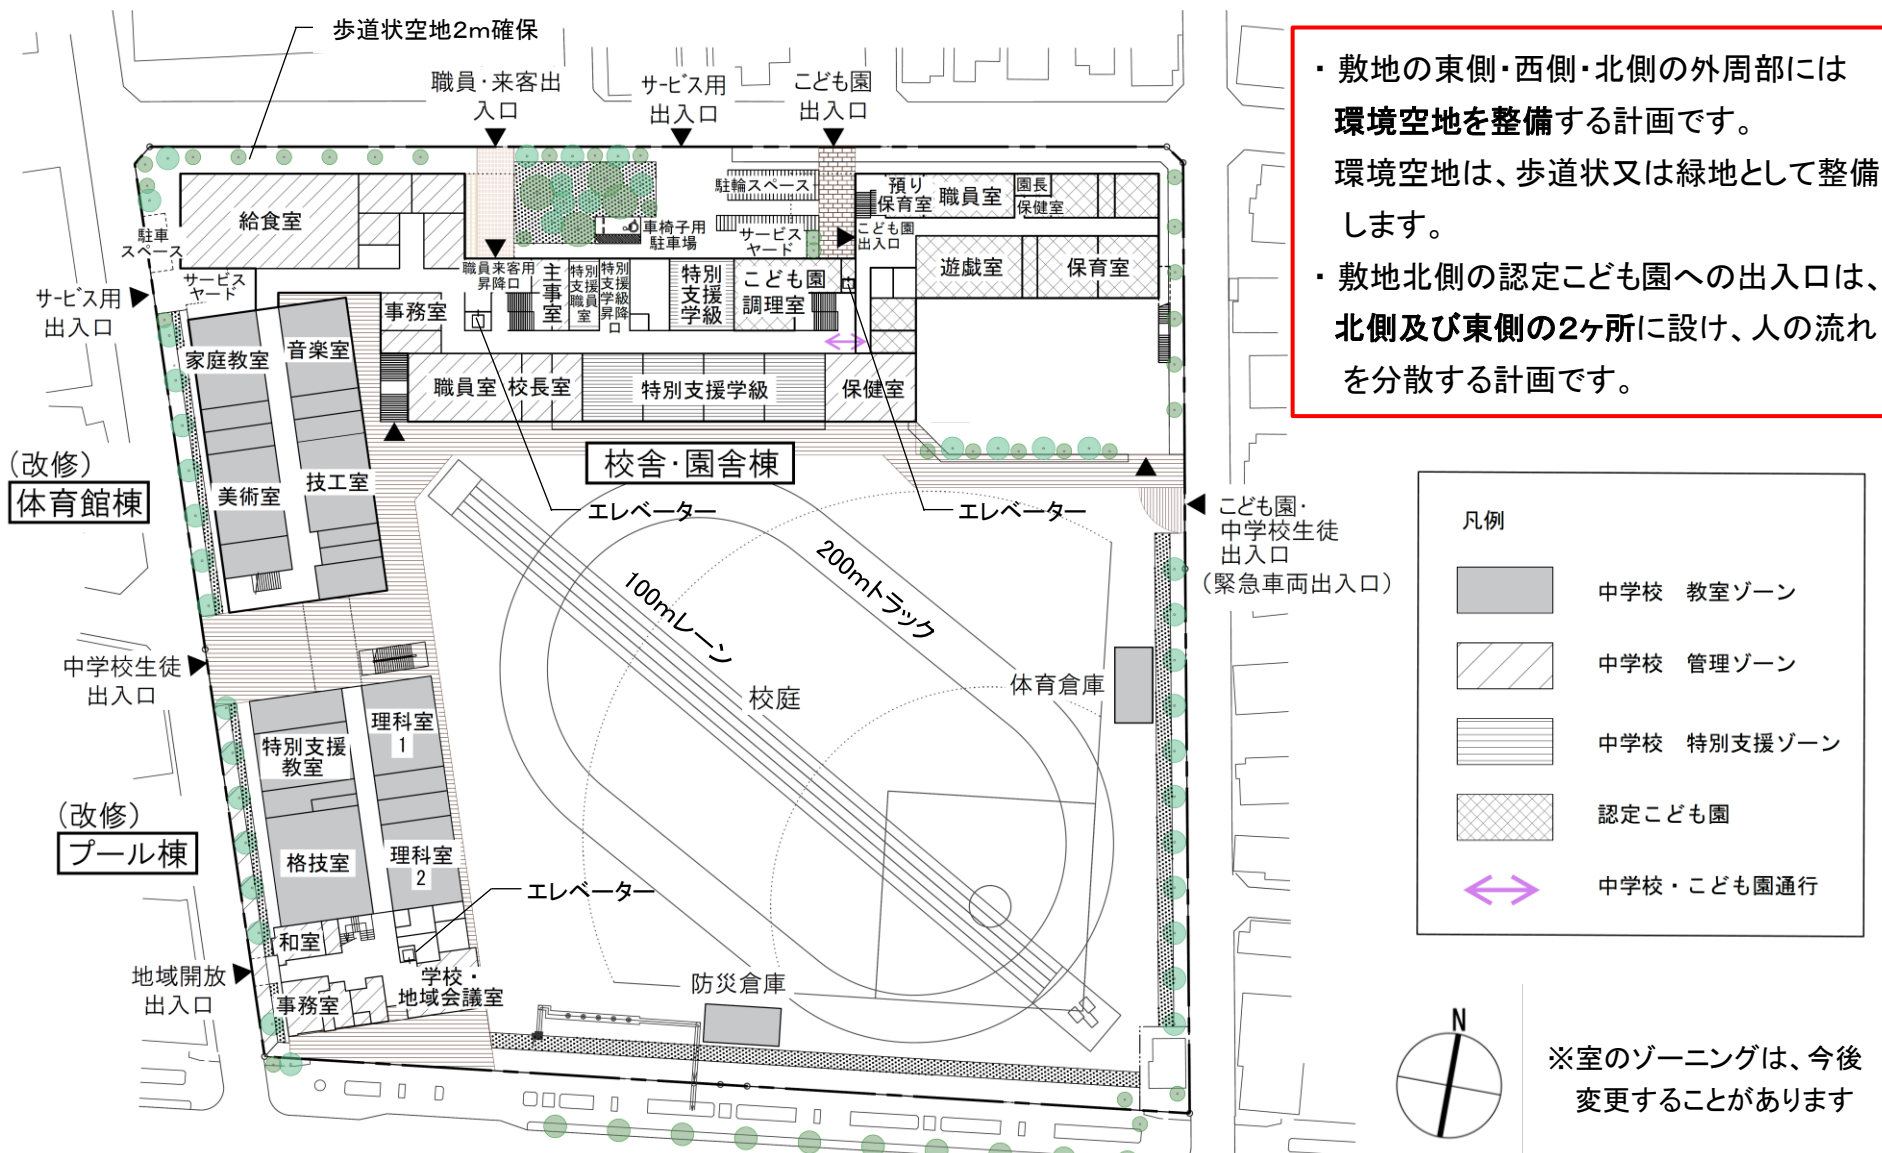 歩道状空地2m確保
職員・来客出
入口
サービス用
出入口
こども園
出入口
・敷地の東側・西側・北側の外周部には
環境空地を整備する計画です。
環境空地は、歩道状又は緑地として整備
します。
・敷地北側の認定こども園への出入口は、
北側及び東側の2ヶ所に設け、人の流れ
を分散する計画です。
給食室
駐車
スペース
サービス
ヤード
サービス用
出入口
駐輪スペース
車椅子用
駐車場
サービス
ヤード
預り
保育室
職員室
園長
保健室
こども園
出入口
遊戯室
保育室
職員来客用
昇降口
主事室
特別支援職員室
特別支援学級昇降口
特別支援学級
こども園
調理室
事務室
家庭教室
音楽室
職員室
校長室
特別支援学級
保健室
校舎・園舎棟
(改修)
体育館棟
美術室
技工室
エレベーター
エレベーター
こども園・
中学校生徒
出入口
(緊急車両出入口)
200mトラック
100mレーン
校庭
体育倉庫
中学校生徒
出入口
理科室
1
特別支援
教室
(改修)
プール棟
格技室
理科室
2
エレベーター
和室
地域開放
出入口
事務室
学校・
地域会議室
防災倉庫
凡例
中学校 教室ゾーン
中学校 管理ゾーン
中学校 特別支援ゾーン
認定こども園
中学校・こども園通行
N
※室のゾーニングは、今後
変更することがあります